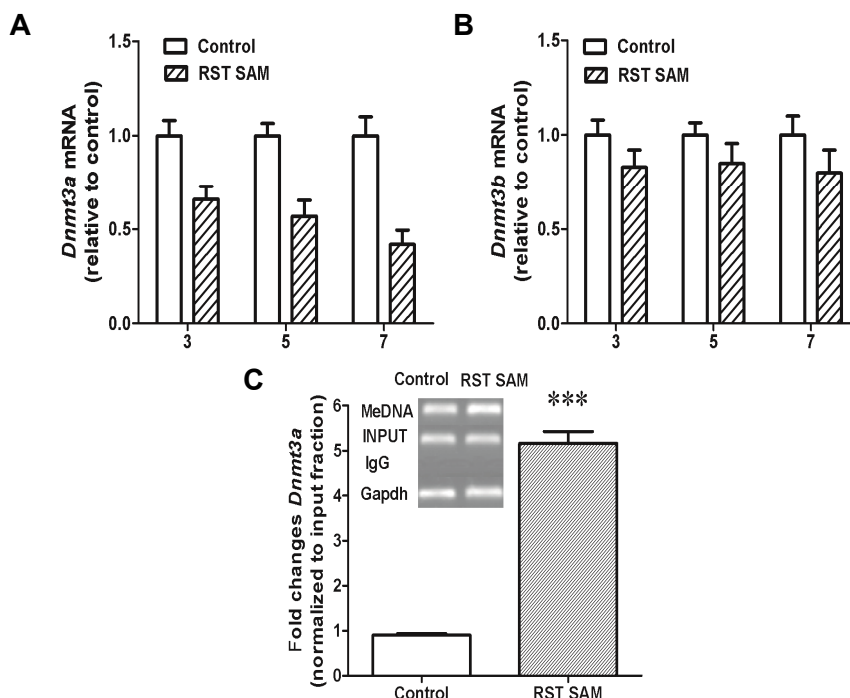 A
1.5
1.0
0.5
0.0
Dnmt3a mRNA
(relative to control)
Control
RST SAM
3 5 7
B
1.5
1.0
0.5
0.0
Dnmt3b mRNA
(relative to control)
Control
RST SAM
3 5 7
C
Fold changes Dnmt3a
(normalized to input fraction)
6
5
4
3
2
1
0
Control RST SAM
MeDNA
INPUT
IgG
Gapdh
***
Control RST SAM